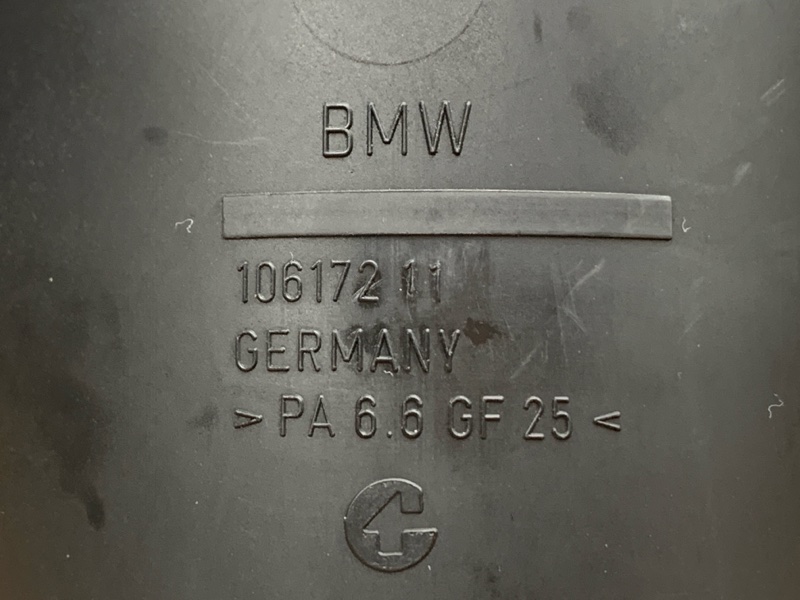 BMW
106172 11
GERMANY
> PA 6.6 GF 25 <